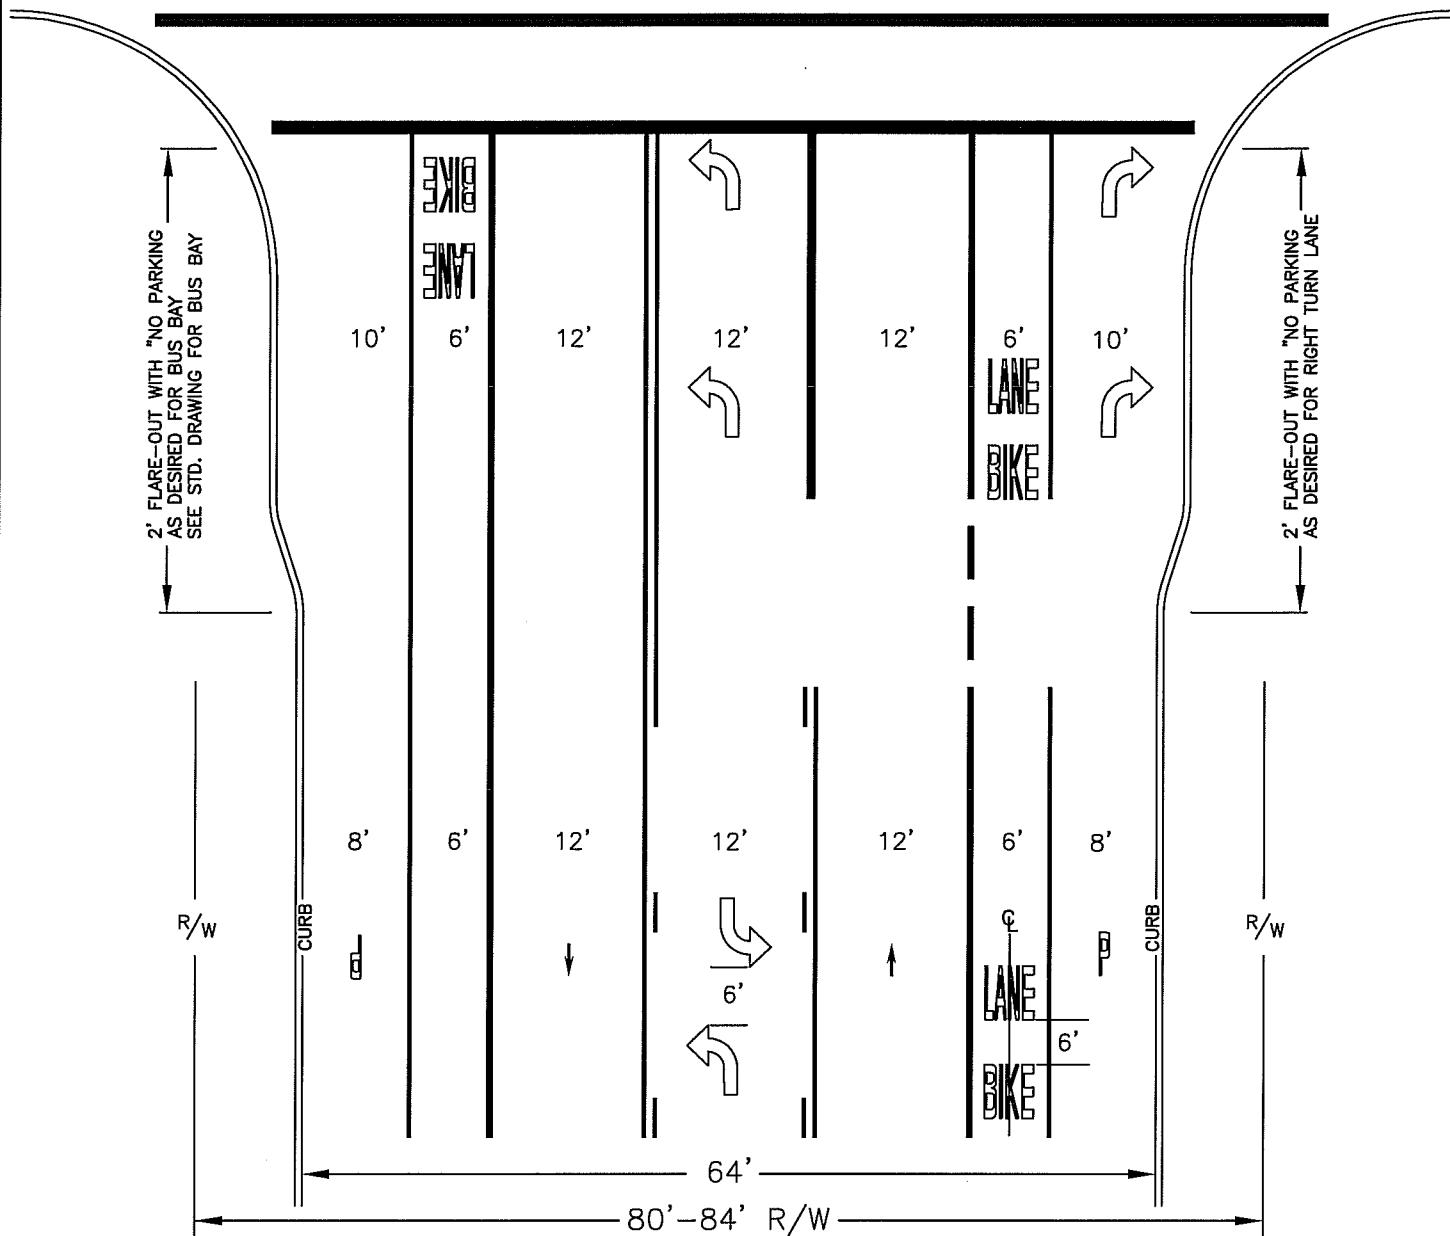 BIKE
LANE
2' FLARE-OUT WITH "NO PARKING
AS DESIRED FOR BUS BAY
SEE STD. DRAWING FOR BUS BAY
2' FLARE-OUT WITH "NO PARKING
AS DESIRED FOR RIGHT TURN LANE
10' 6' 12' 12' 12' 6' 10'
LANE
BIKE
8' 6' 12' 12' 12' 6' 8'
R/W
CURB
P
℄
P
CURB
R/W
LANE
6'
6'
BIKE
64'
80'-84' R/W